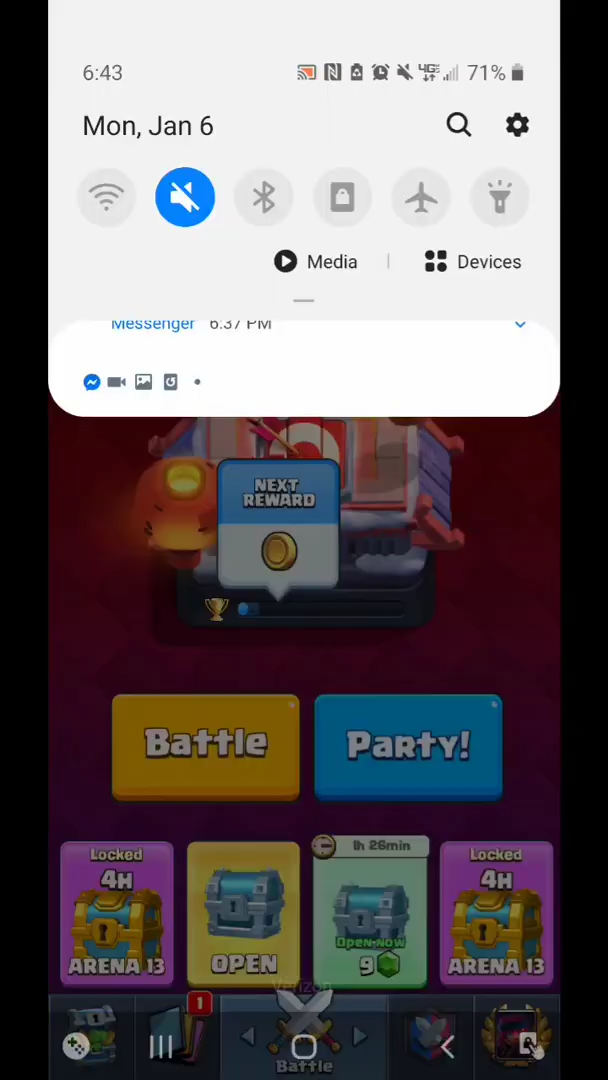 6:43 71%
Mon, Jan 6
Media | Devices
Messenger 6:37 PM
NEXT
REWARD
Battle Party!
Locked 1h 26min Locked
4H 4H
Open Now
ARENA 13 OPEN 9 ARENA 13
Verizon
1
Battle